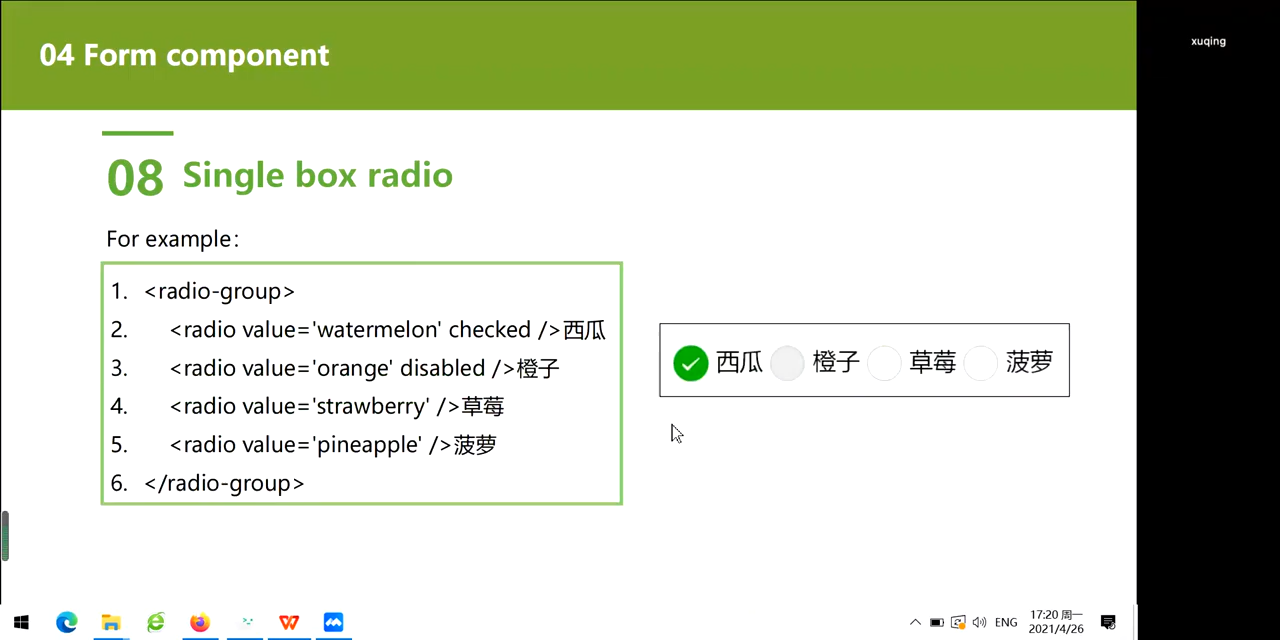 04 Form component
xuqing
08 Single box radio
For example：
1. <radio-group>
2. <radio value='watermelon' checked />西瓜
3. <radio value='orange' disabled />橙子
4. <radio value='strawberry' />草莓
5. <radio value='pineapple' />菠萝
6. </radio-group>
西瓜 橙子 草莓 菠萝
ENG
17:20 周一
2021/4/26